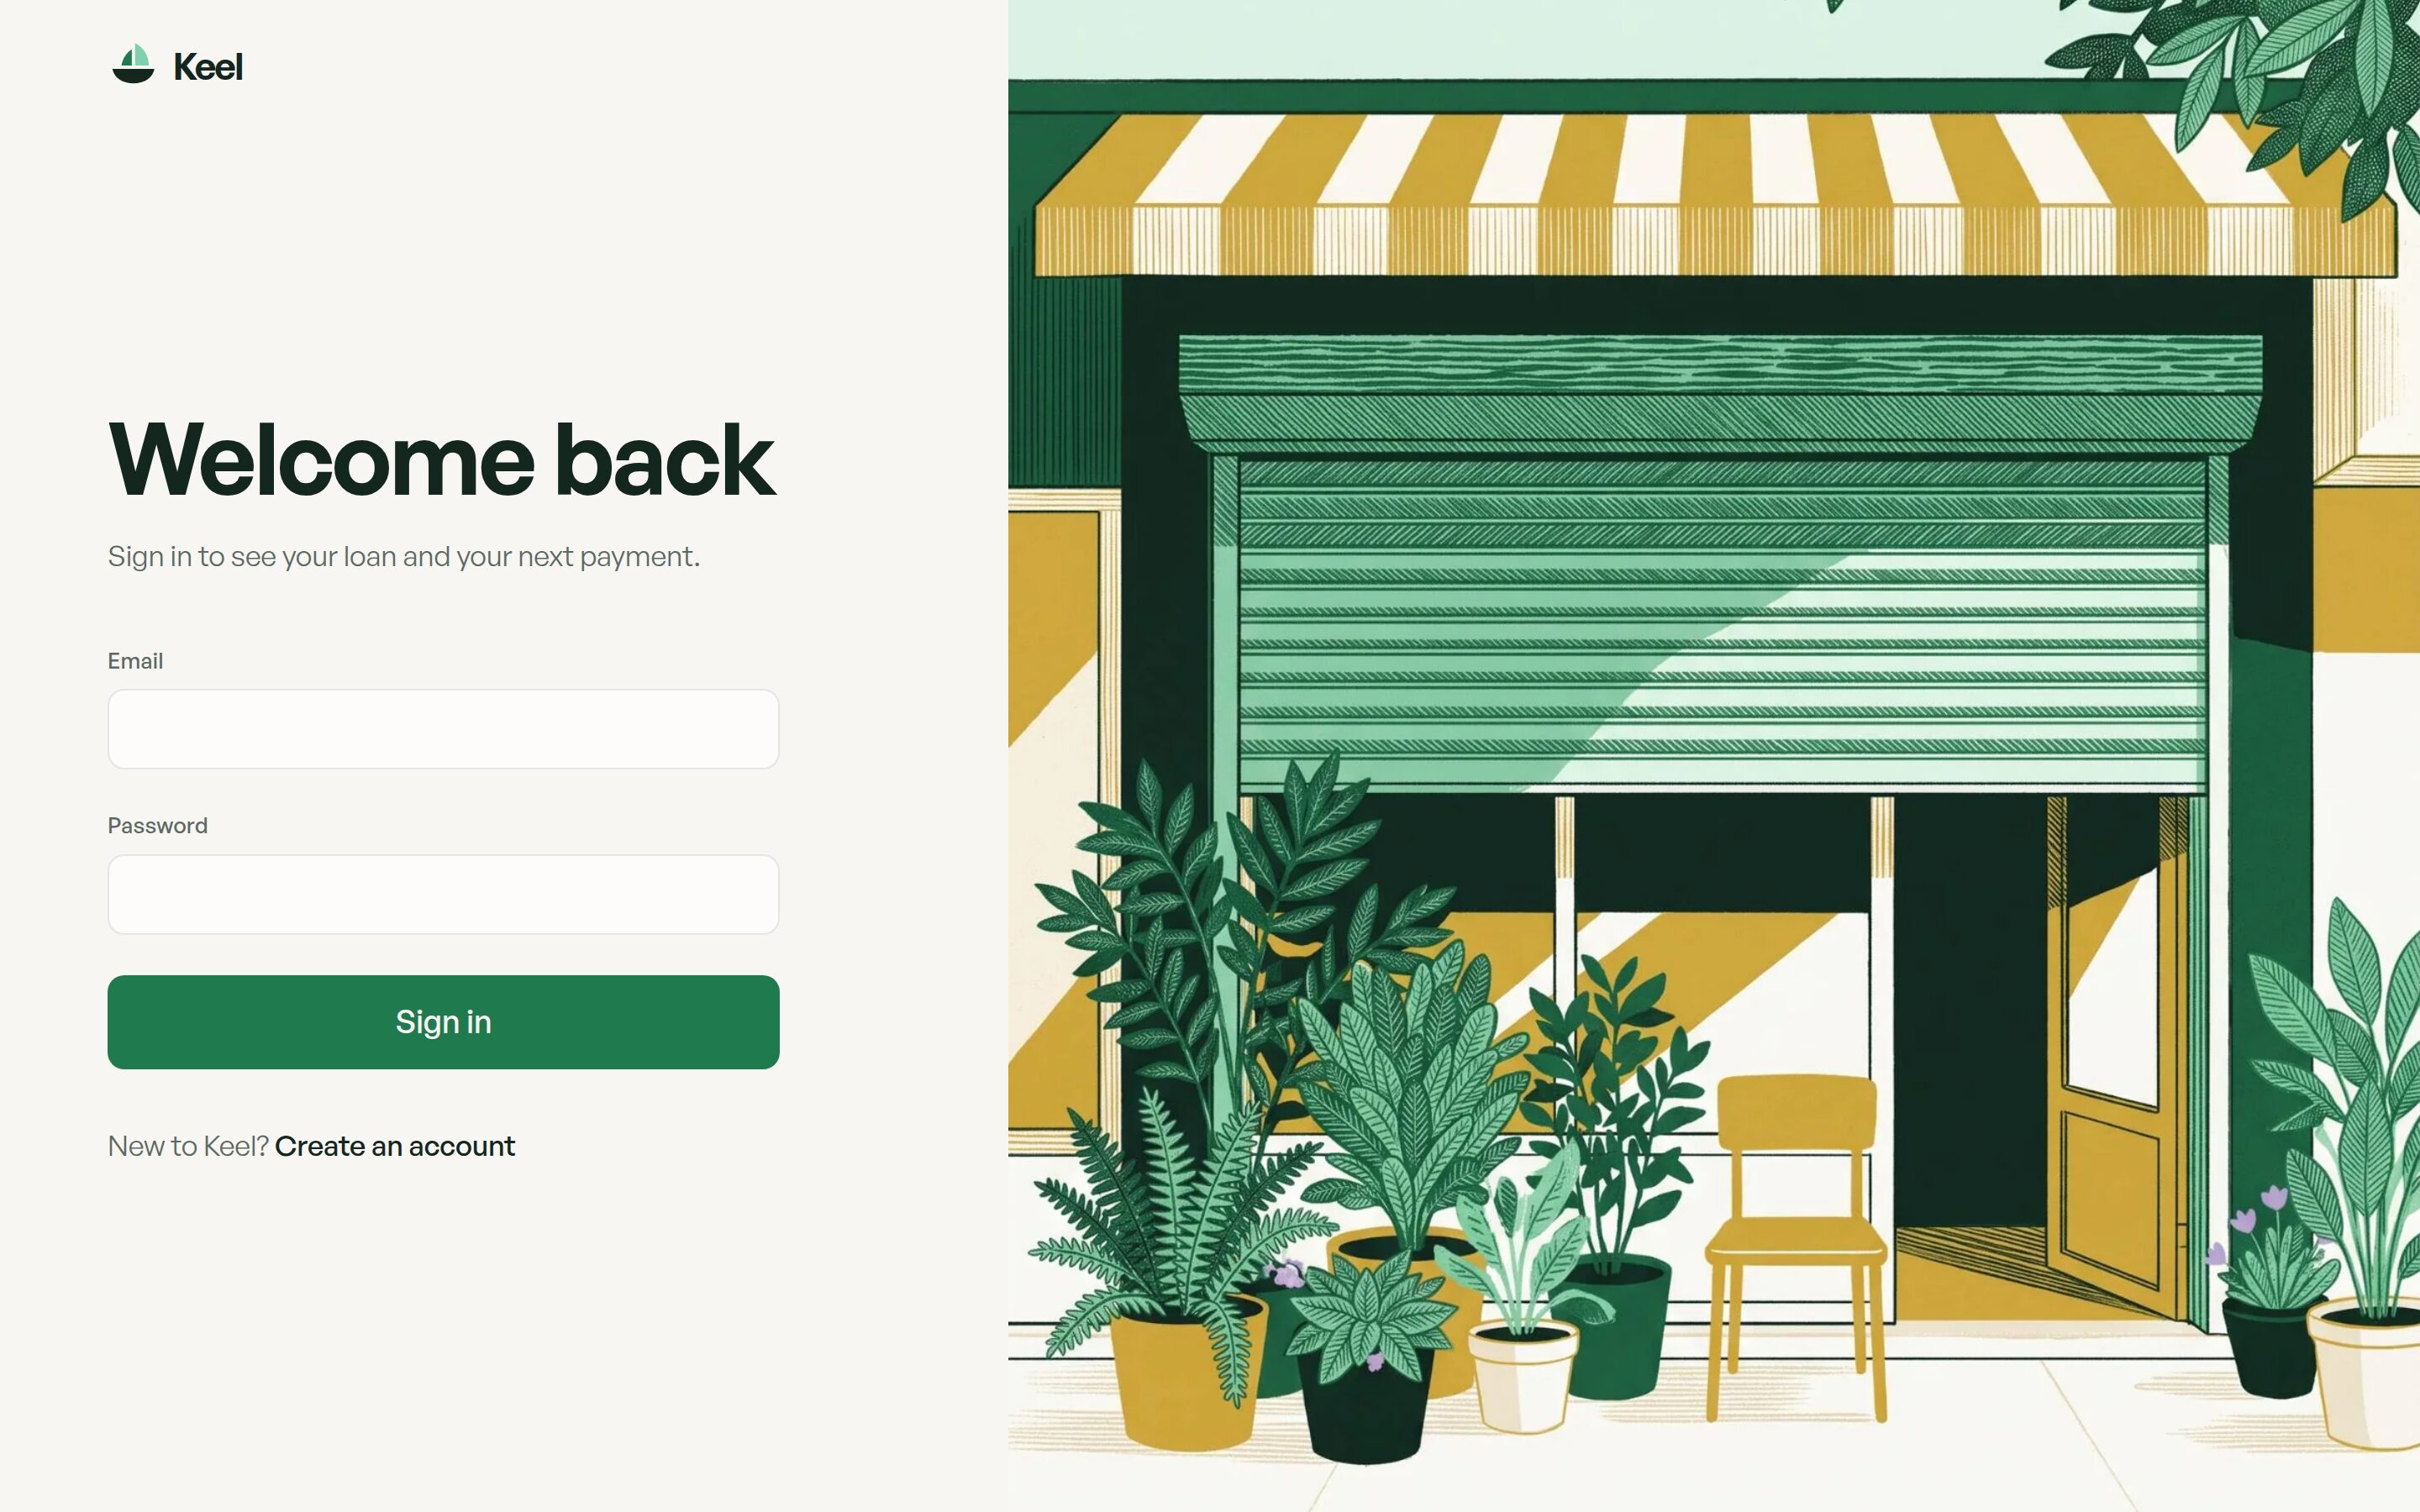 Keel
Welcome back
Sign in to see your loan and your next payment.
Email
Password
Sign in
New to Keel? Create an account